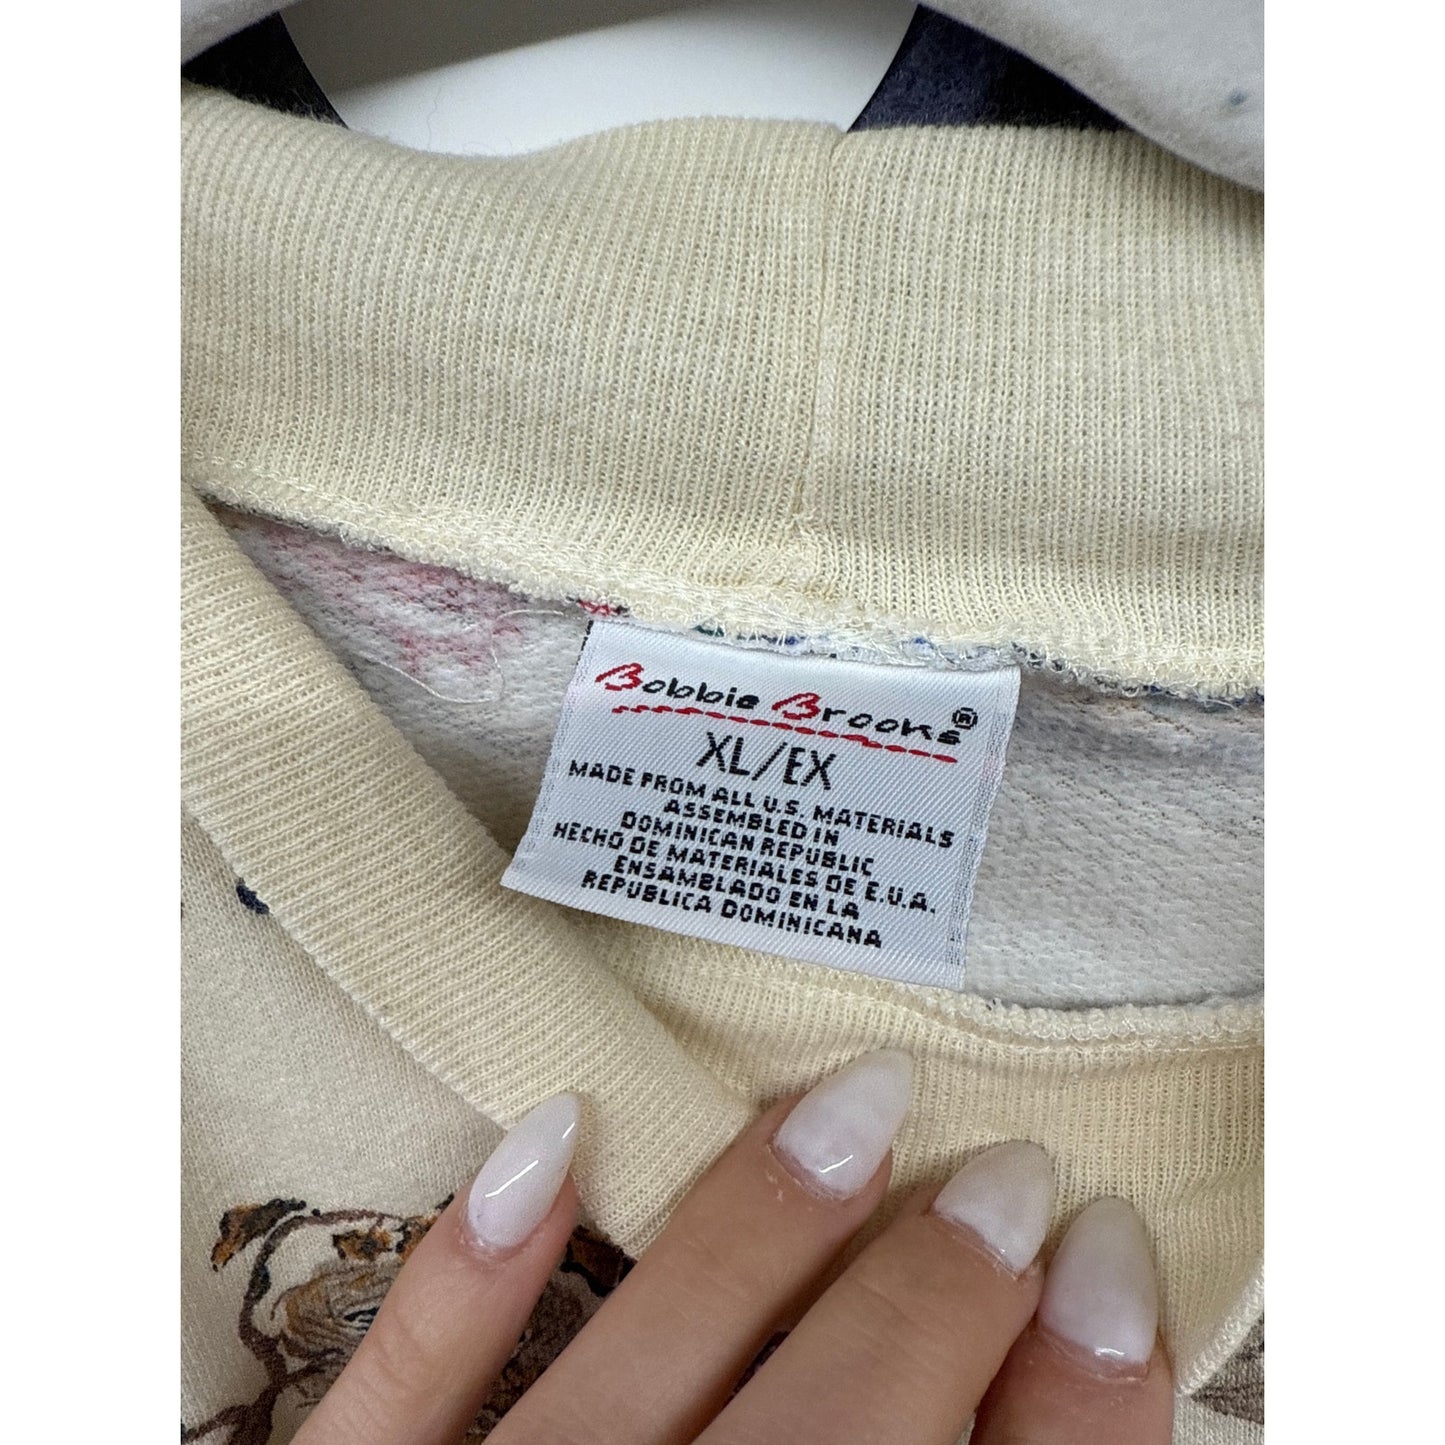 Bobbie Brooks®
XL/EX
MADE FROM ALL U.S. MATERIALS
ASSEMBLED IN
DOMINICAN REPUBLIC
HECHO DE MATERIALES DE E.U.A.
ENSAMBLADO EN LA
REPUBLICA DOMINICANA